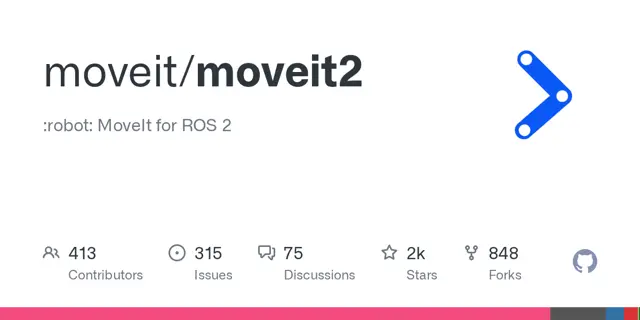 moveit/moveit2
:robot: MoveIt for ROS 2
413 315 75 2k 848
Contributors Issues Discussions Stars Forks